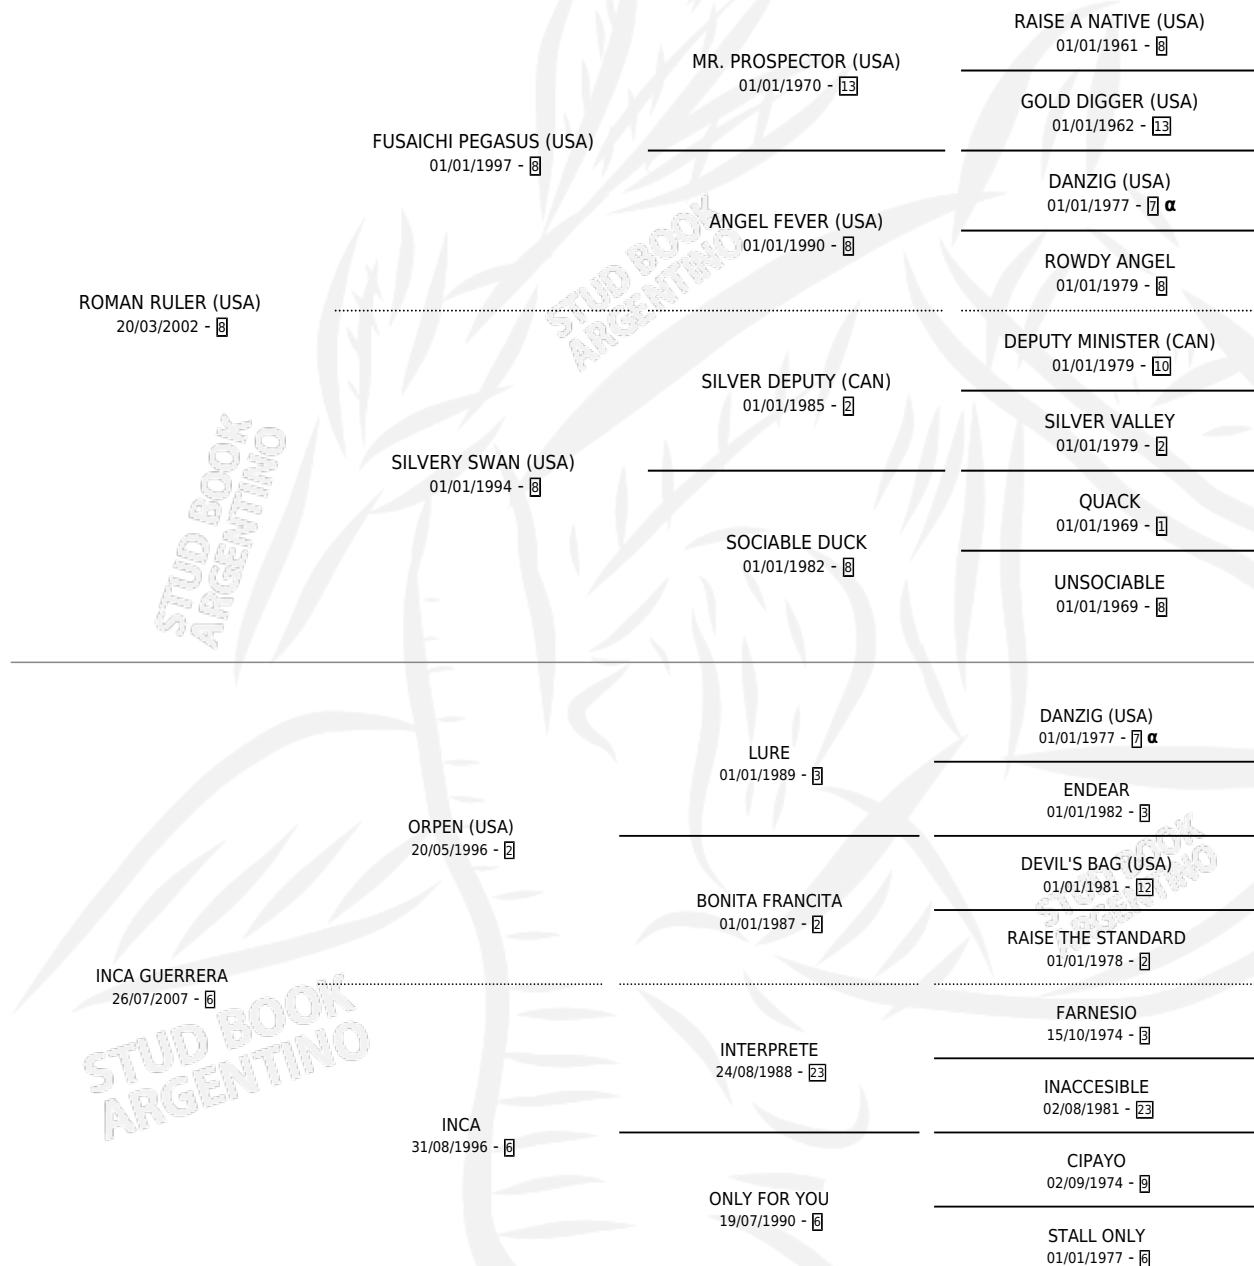 RAISE A NATIVE (USA)
01/01/1961 - 8
MR. PROSPECTOR (USA)
01/01/1970 - 13
GOLD DIGGER (USA)
01/01/1962 - 13
FUSAICHI PEGASUS (USA)
01/01/1997 - 8
DANZIG (USA)
01/01/1977 - 7 α
ANGEL FEVER (USA)
01/01/1990 - 8
ROWDY ANGEL
01/01/1979 - 8
ROMAN RULER (USA)
20/03/2002 - 8
DEPUTY MINISTER (CAN)
01/01/1979 - 10
SILVER DEPUTY (CAN)
01/01/1985 - 2
SILVER VALLEY
01/01/1979 - 2
SILVERY SWAN (USA)
01/01/1994 - 8
QUACK
01/01/1969 - 1
SOCIABLE DUCK
01/01/1982 - 8
UNSOCIABLE
01/01/1969 - 8
DANZIG (USA)
01/01/1977 - 7 α
LURE
01/01/1989 - 3
ENDEAR
01/01/1982 - 3
ORPEN (USA)
20/05/1996 - 2
DEVIL'S BAG (USA)
01/01/1981 - 12
BONITA FRANCITA
01/01/1987 - 2
RAISE THE STANDARD
01/01/1978 - 2
INCA GUERRERA
26/07/2007 - 6
FARNESIO
15/10/1974 - 3
INTERPRETE
24/08/1988 - 23
INACCESIBLE
02/08/1981 - 23
INCA
31/08/1996 - 6
CIPAYO
02/09/1974 - 9
ONLY FOR YOU
19/07/1990 - 6
STALL ONLY
01/01/1977 - 6
STUD BOOK
ARGENTINO
STUD BOOK
ARGENTINO
STUD BOOK
ARGENTINO
STUD BOOK
ARGENTINO